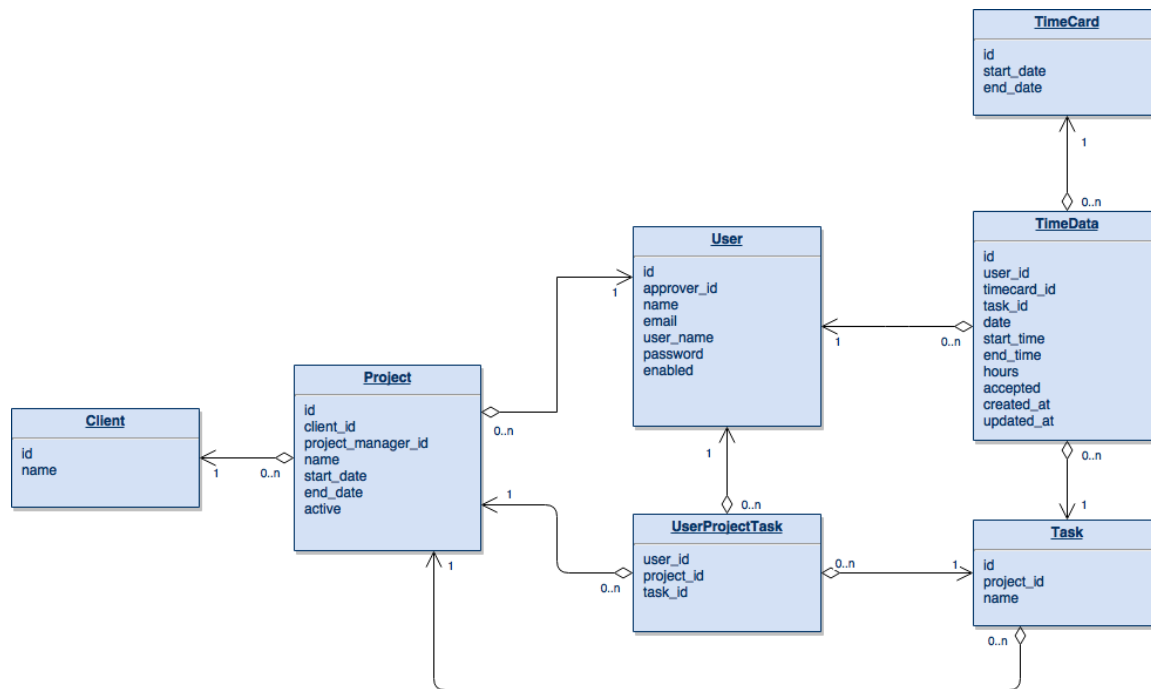 TimeCard
id
start_date
end_date
1
0..n
TimeData
id
user_id
timecard_id
task_id
date
start_time
end_time
hours
accepted
created_at
updated_at
User
id
approver_id
name
email
user_name
password
enabled
1
1
0..n
Project
id
client_id
project_manager_id
name
start_date
end_date
active
0..n
Client
id
name
1
0..n
1
1
0..n
0..n
1
UserProjectTask
user_id
project_id
task_id
0..n
0..n
1
Task
id
project_id
name
1
0..n